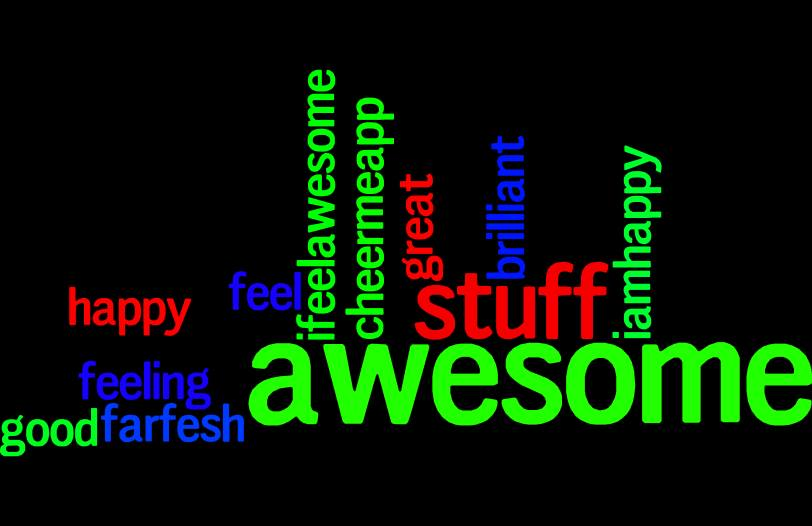 ifeelawesome
cheermeapp
great
brilliant
iamhappy
happy
feel
stuff
awesome
feeling
good
farfesh